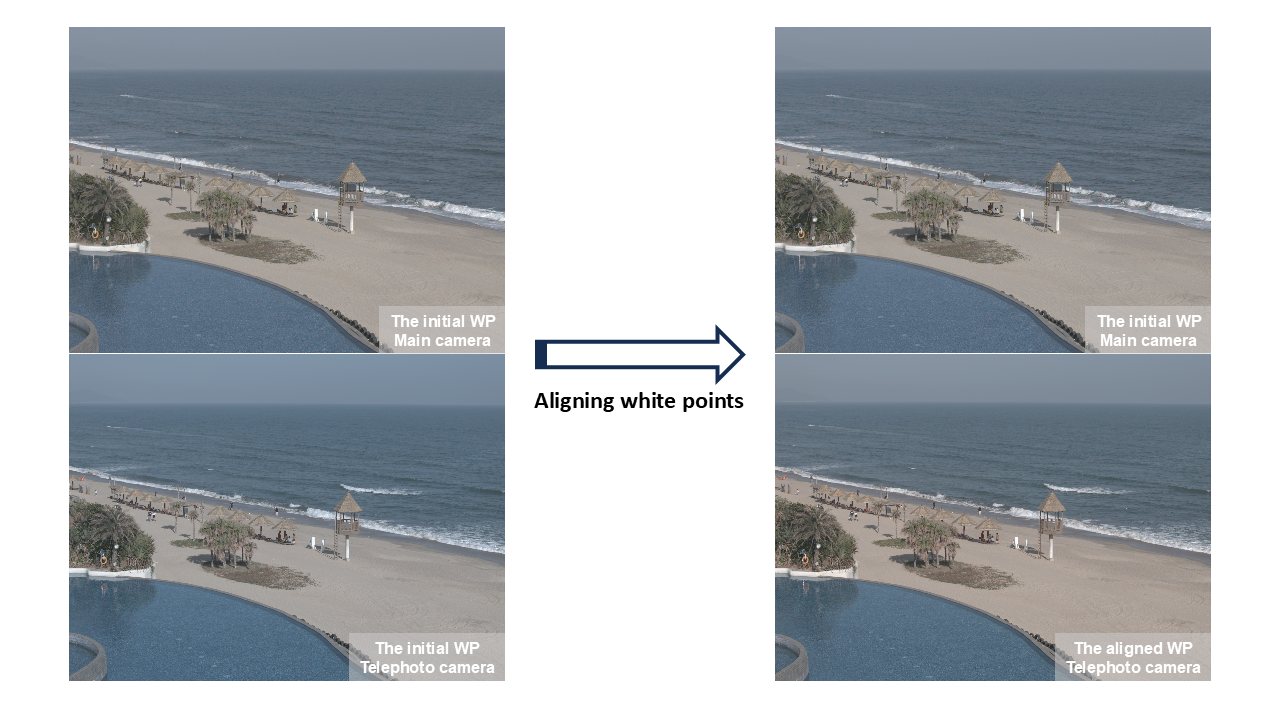 The initial WP
Main camera
The initial WP
Telephoto camera
Aligning white points
The initial WP
Main camera
The aligned WP
Telephoto camera